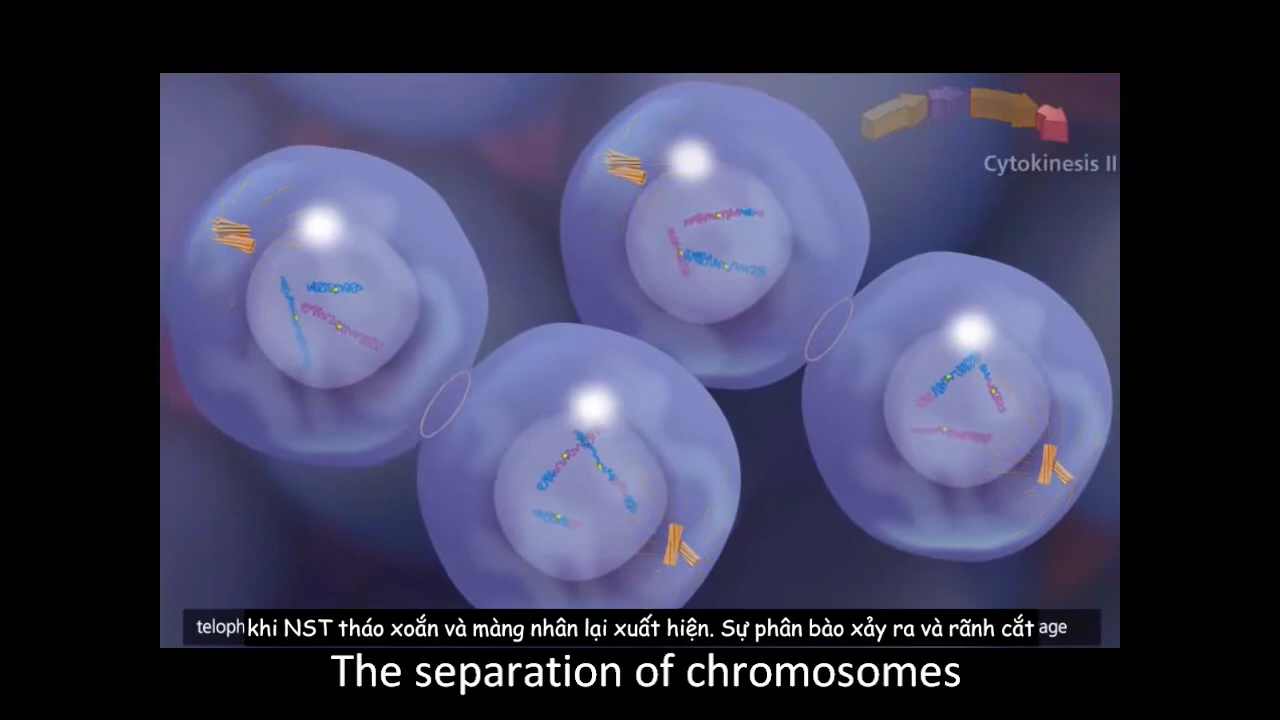 Cytokinesis II
teloph khi NST tháo xoắn và màng nhân lại xuất hiện. Sự phân bào xảy ra và rãnh cắt age
The separation of chromosomes